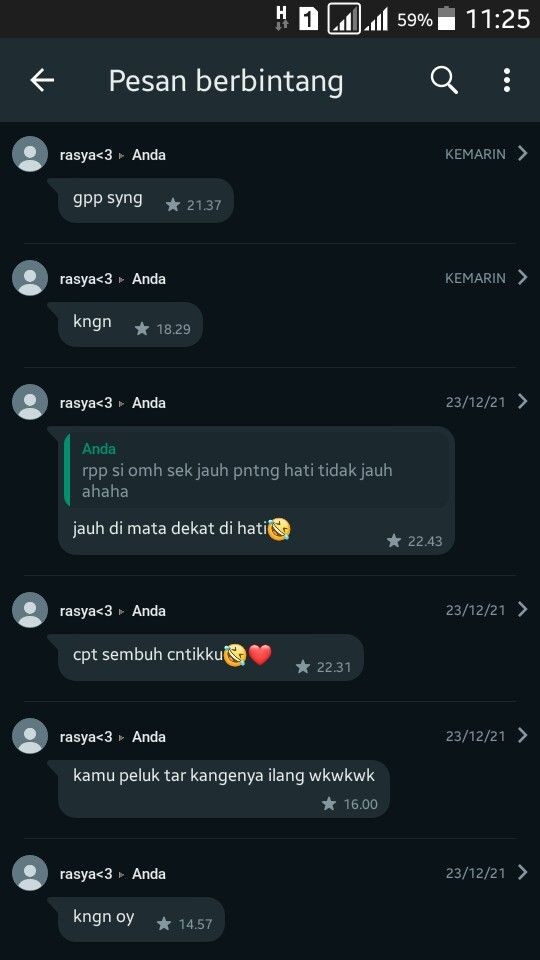 H 1 59% 11:25
Pesan berbintang
rasya<3 ▸ Anda KEMARIN
gpp syng ★ 21.37
rasya<3 ▸ Anda KEMARIN
kngn ★ 18.29
rasya<3 ▸ Anda 23/12/21
Anda
rpp si omh sek jauh pntng hati tidak jauh
ahaha
jauh di mata dekat di hati🤣
★ 22.43
rasya<3 ▸ Anda 23/12/21
cpt sembuh cntikku🤣❤️ ★ 22.31
rasya<3 ▸ Anda 23/12/21
kamu peluk tar kangenya ilang wkwkwk
★ 16.00
rasya<3 ▸ Anda 23/12/21
kngn oy ★ 14.57